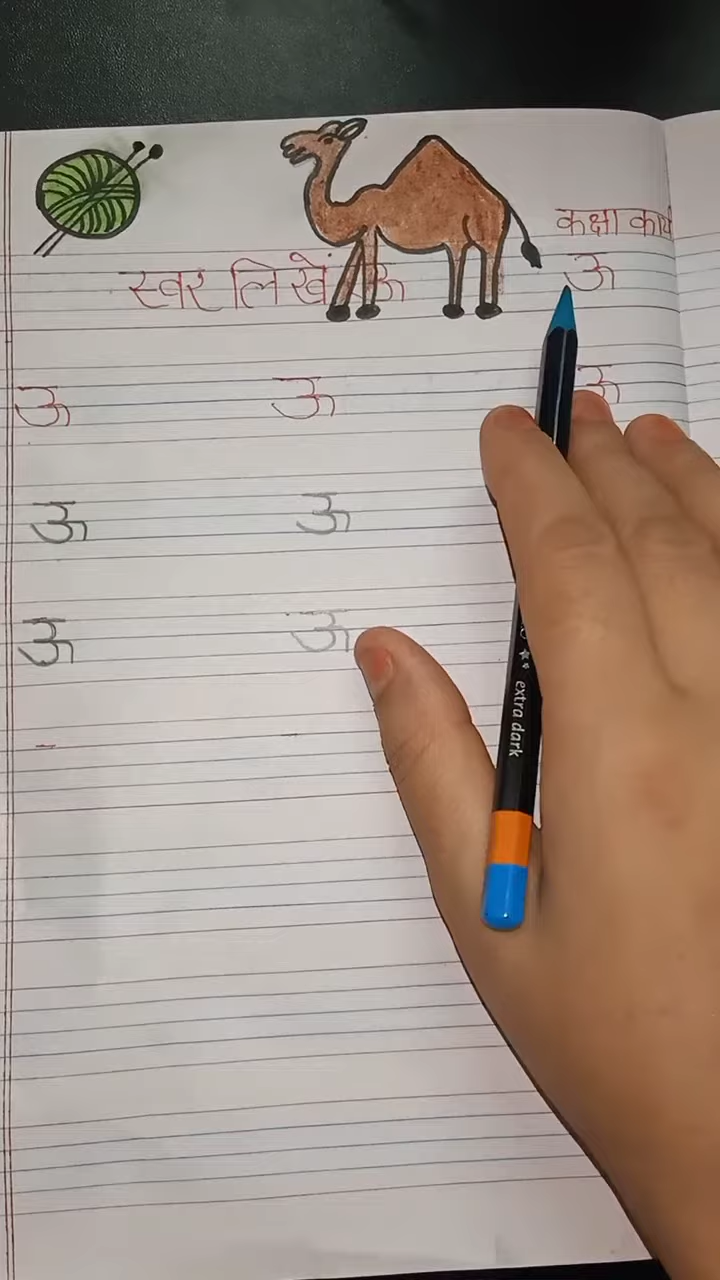 कक्षा कार्य
ऊ
स्वर लिखें ऊ
ऊ ऊ ऊ
ऊ ऊ
ऊ ऊ
extra dark